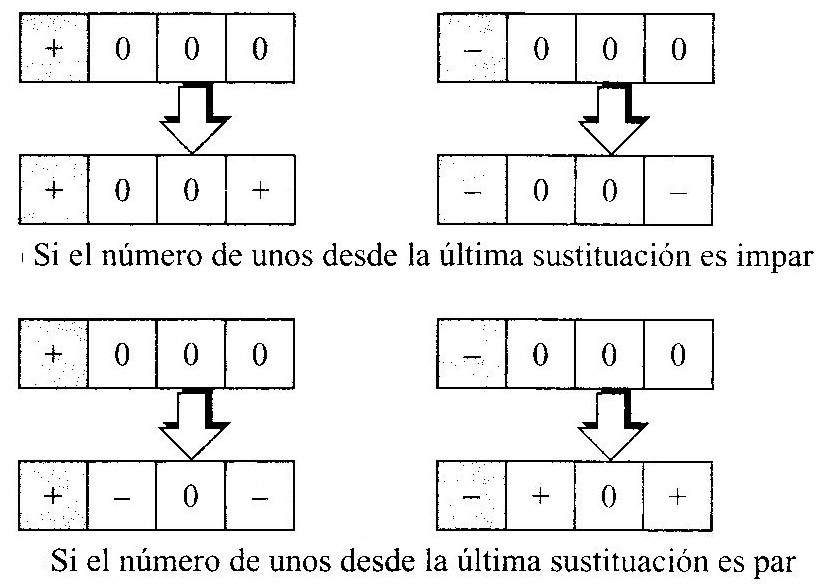 + 0 0 0 − 0 0 0
+ 0 0 + − 0 0 −
Si el número de unos desde la última sustituación es impar
+ 0 0 0 − 0 0 0
+ − 0 − − + 0 +
Si el número de unos desde la última sustituación es par